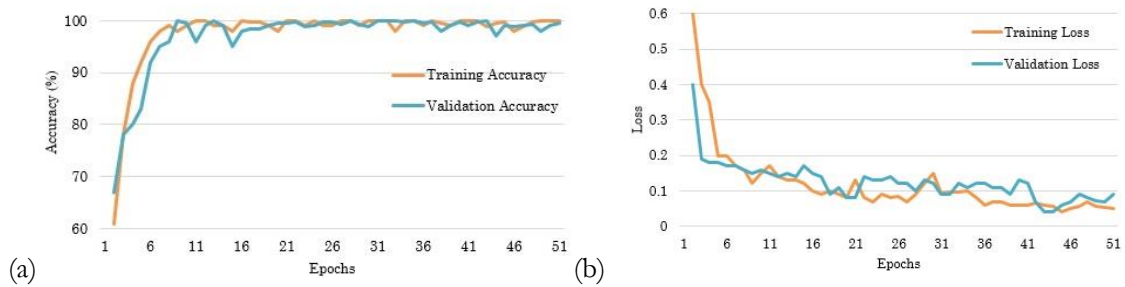 100
90
80
70
60
Accuracy (%)
Training Accuracy
Validation Accuracy
1 6 11 16 21 26 31 36 41 46 51
Epochs
(a)
0.6
0.5
0.4
0.3
0.2
0.1
0
Loss
Training Loss
Validation Loss
1 6 11 16 21 26 31 36 41 46 51
Epochs
(b)